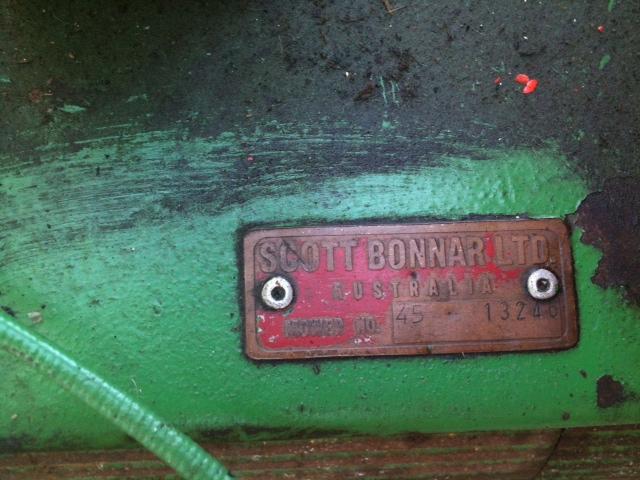 SCOTT BONNAR LTD.
AUSTRALIA
MOWER NO. 45 13246